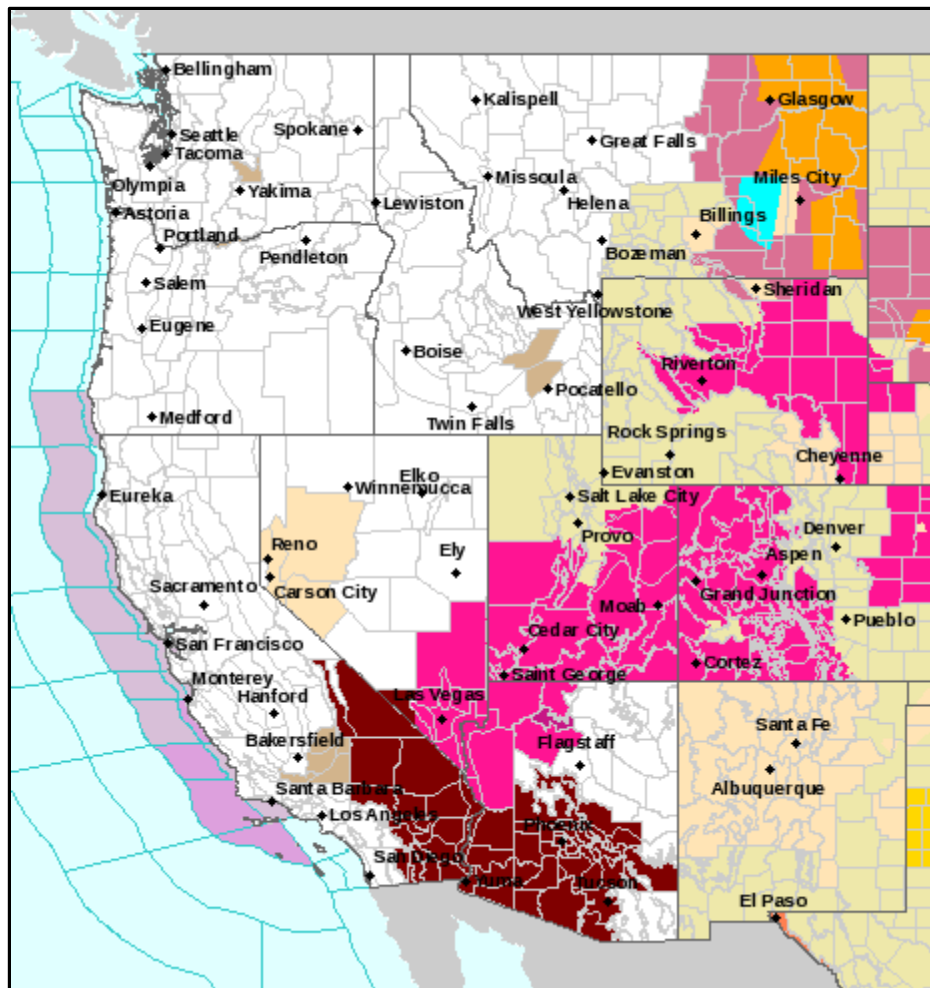 Bellingham
Kalispell
Glasgow
Seattle
Spokane
Great Falls
Tacoma
Olympia
Missoula
Miles City
Yakima
Lewiston
Helena
Astoria
Billings
Portland
Pendleton
Bozeman
Salem
Sheridan
West Yellowstone
Eugene
Boise
Riverton
Pocatello
Medford
Twin Falls
Rock Springs
Cheyenne
Elko
Evanston
Winnemucca
Eureka
Salt Lake City
Denver
Provo
Reno
Ely
Aspen
Sacramento
Carson City
Grand Junction
Moab
Pueblo
Cedar City
San Francisco
Cortez
Saint George
Monterey
Hanford
Las Vegas
Santa Fe
Bakersfield
Flagstaff
Albuquerque
Santa Barbara
Los Angeles
Phoenix
San Diego
Yuma
Tucson
El Paso